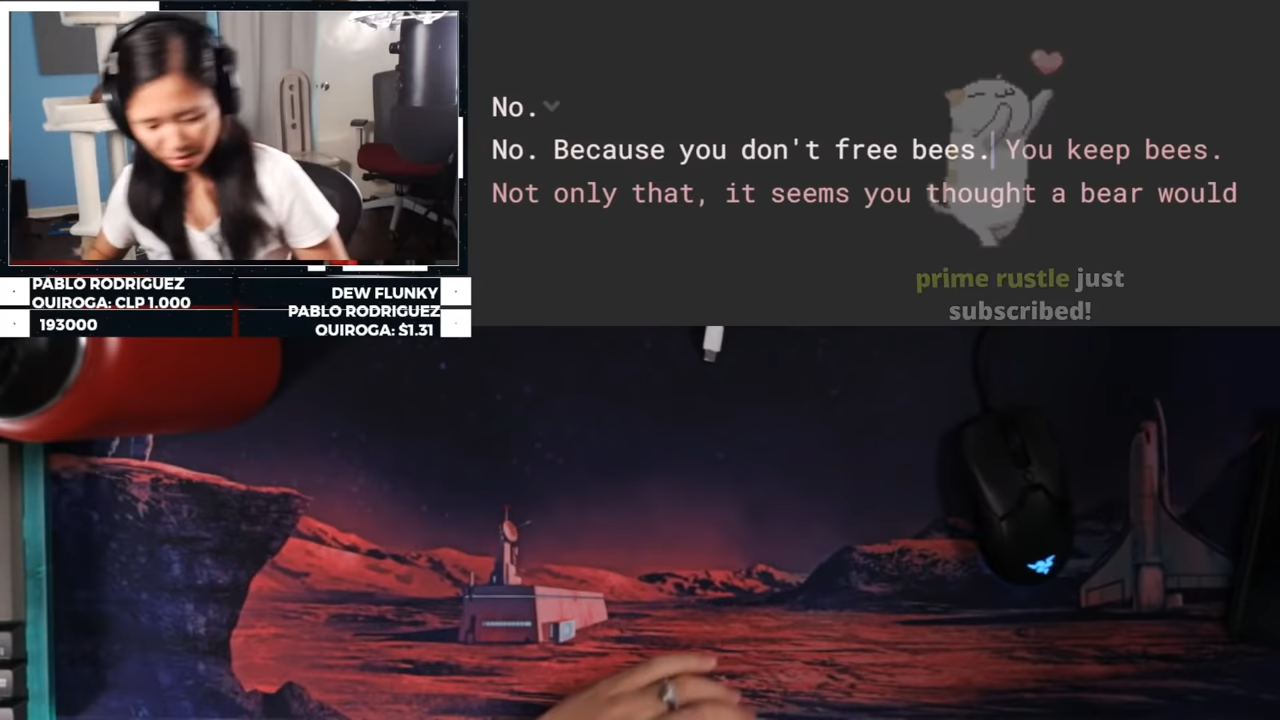 No.
No. Because you don't free bees. You keep bees.
Not only that, it seems you thought a bear would
prime rustle just
subscribed!
PABLO RODRIGUEZ
QUIROGA: CLP 1.000
193000
DEW FLUNKY
PABLO RODRIGUEZ
QUIROGA: $1.31